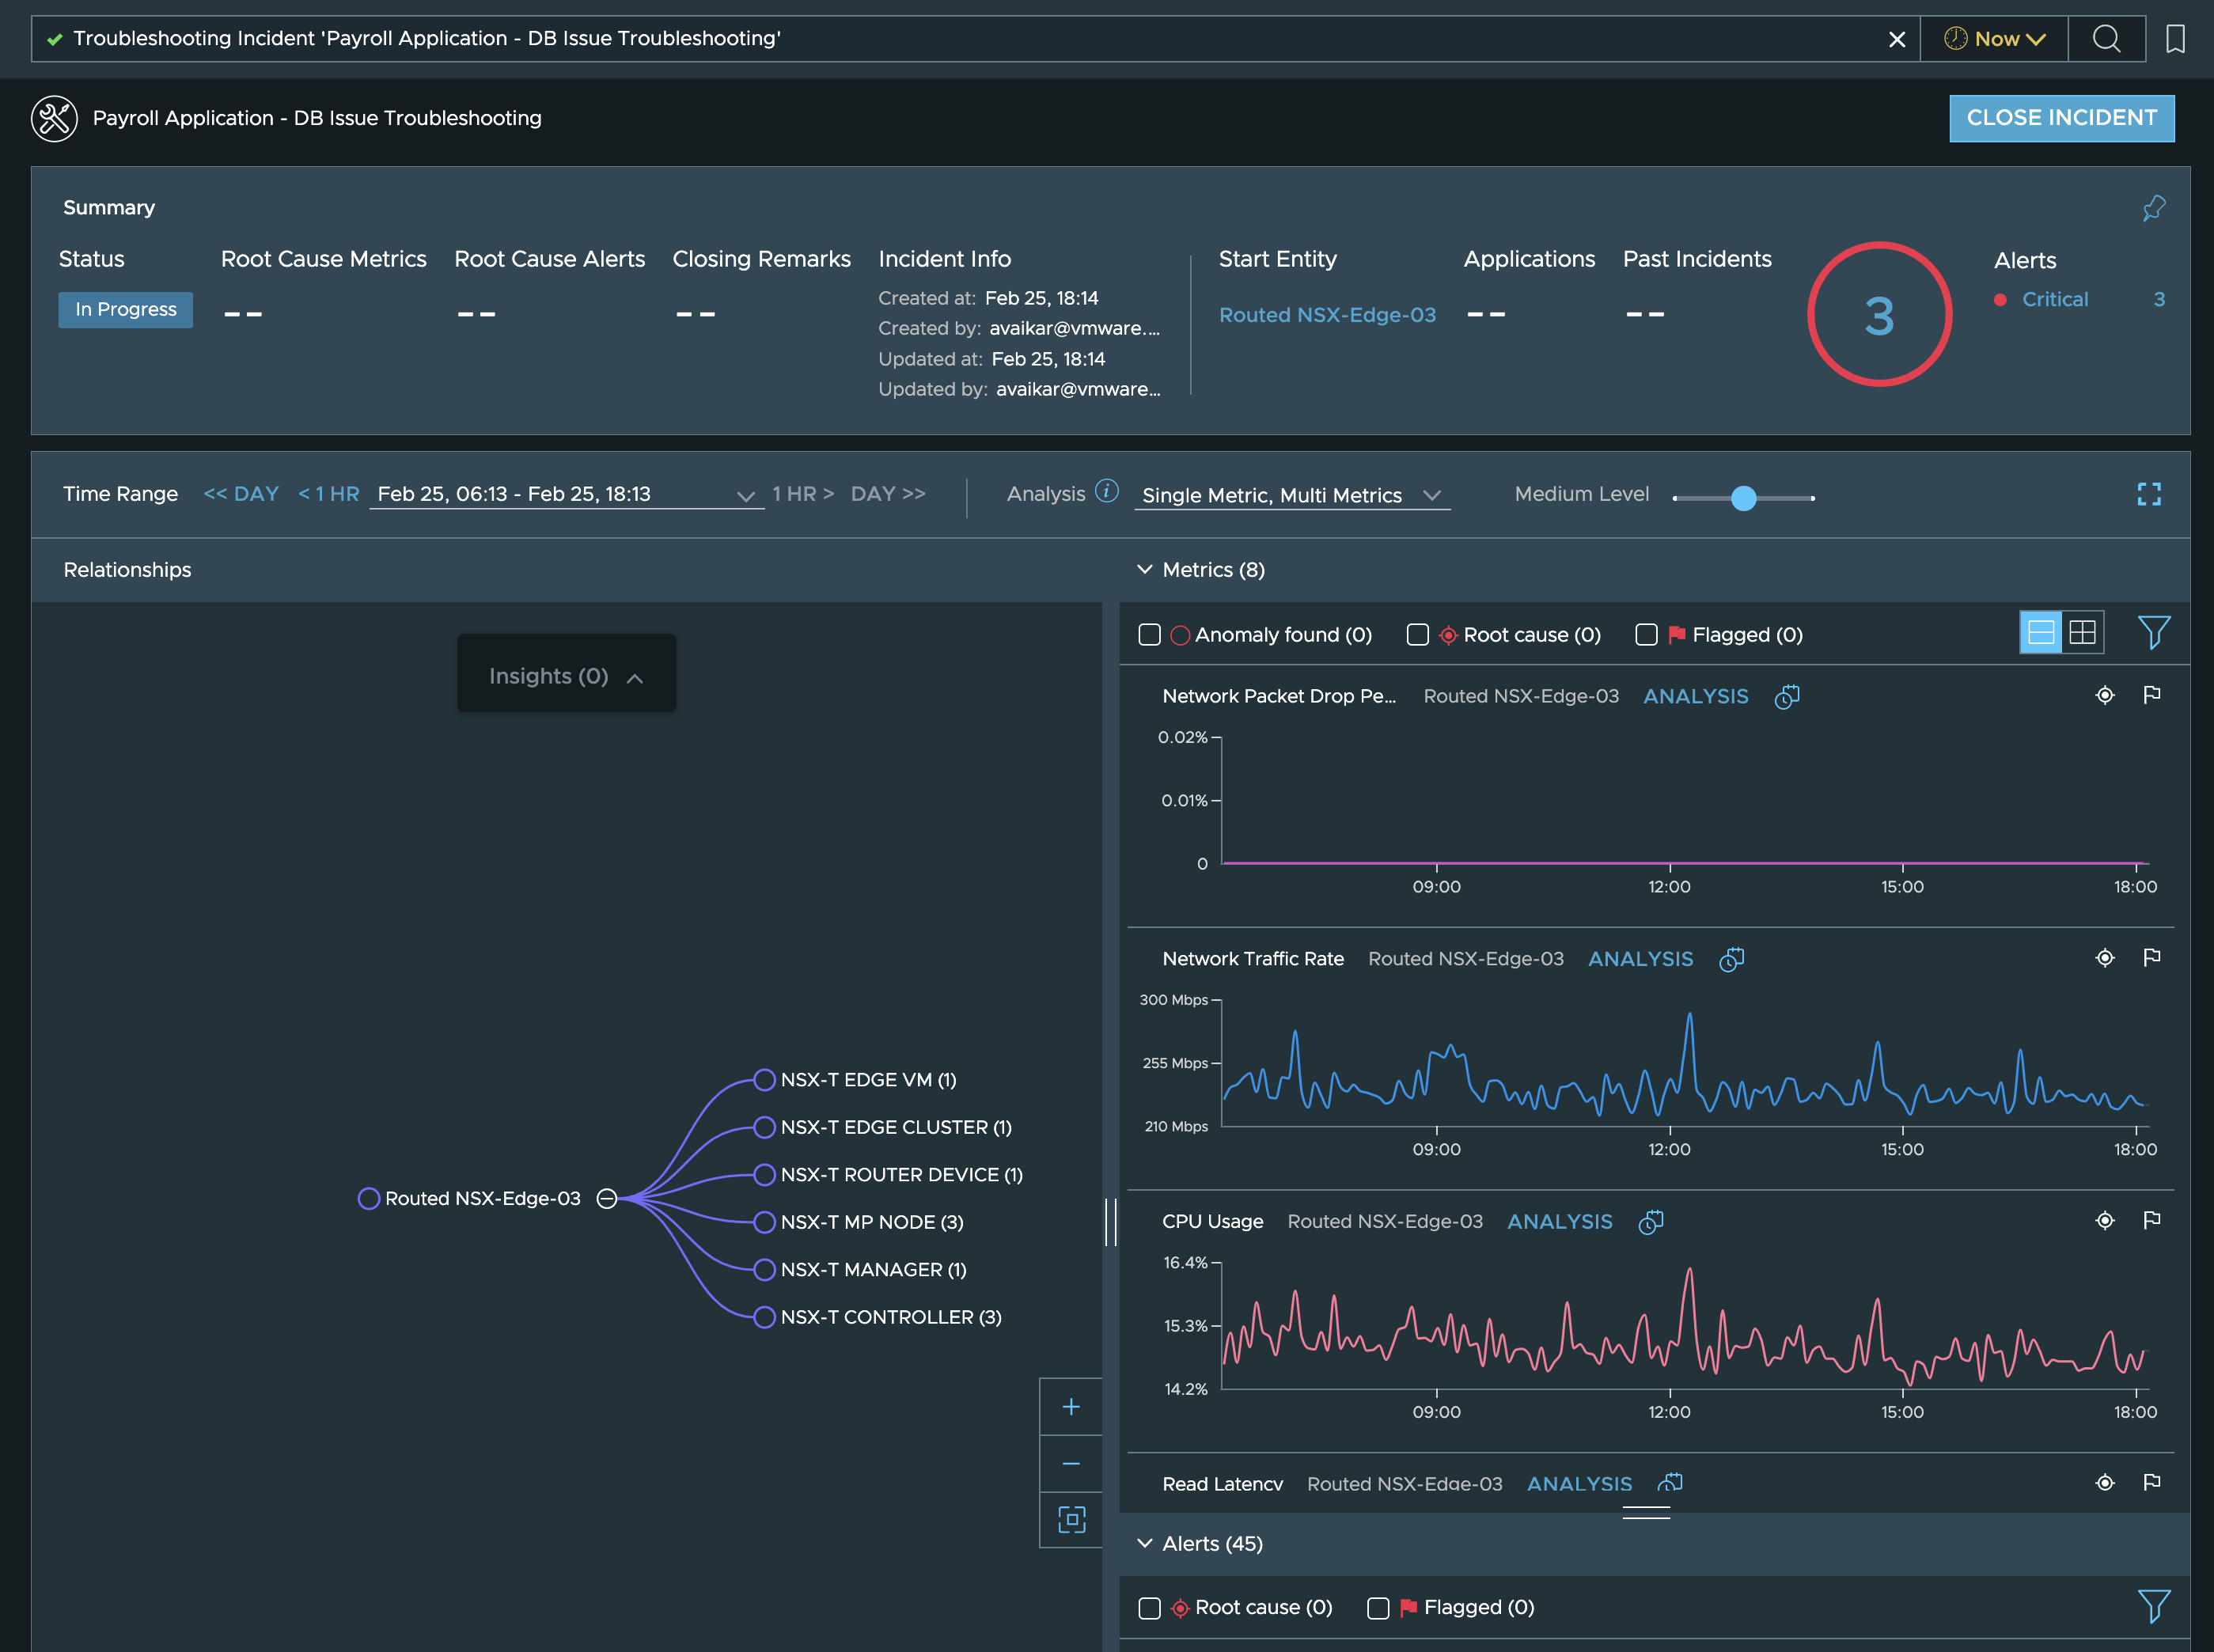 Troubleshooting Incident 'Payroll Application - DB Issue Troubleshooting'
Now
Payroll Application - DB Issue Troubleshooting
CLOSE INCIDENT
Summary
Status
In Progress
Root Cause Metrics
--
Root Cause Alerts
--
Closing Remarks
--
Incident Info
Created at: Feb 25, 18:14
Created by: avaikar@vmware....
Updated at: Feb 25, 18:14
Updated by: avaikar@vmware...
Start Entity
Routed NSX-Edge-03
Applications
--
Past Incidents
--
3
Alerts
Critical 3
Time Range << DAY < 1 HR Feb 25, 06:13 - Feb 25, 18:13 1 HR > DAY >> Analysis Single Metric, Multi Metrics Medium Level
Relationships
Insights (0)
Routed NSX-Edge-03
NSX-T EDGE VM (1)
NSX-T EDGE CLUSTER (1)
NSX-T ROUTER DEVICE (1)
NSX-T MP NODE (3)
NSX-T MANAGER (1)
NSX-T CONTROLLER (3)
+
−
Metrics (8)
Anomaly found (0) Root cause (0) Flagged (0)
Network Packet Drop Pe... Routed NSX-Edge-03 ANALYSIS
0.02%
0.01%
0
09:00 12:00 15:00 18:00
Network Traffic Rate Routed NSX-Edge-03 ANALYSIS
300 Mbps
255 Mbps
210 Mbps
09:00 12:00 15:00 18:00
CPU Usage Routed NSX-Edge-03 ANALYSIS
16.4%
15.3%
14.2%
09:00 12:00 15:00 18:00
Read Latency Routed NSX-Edge-03 ANALYSIS
Alerts (45)
Root cause (0) Flagged (0)